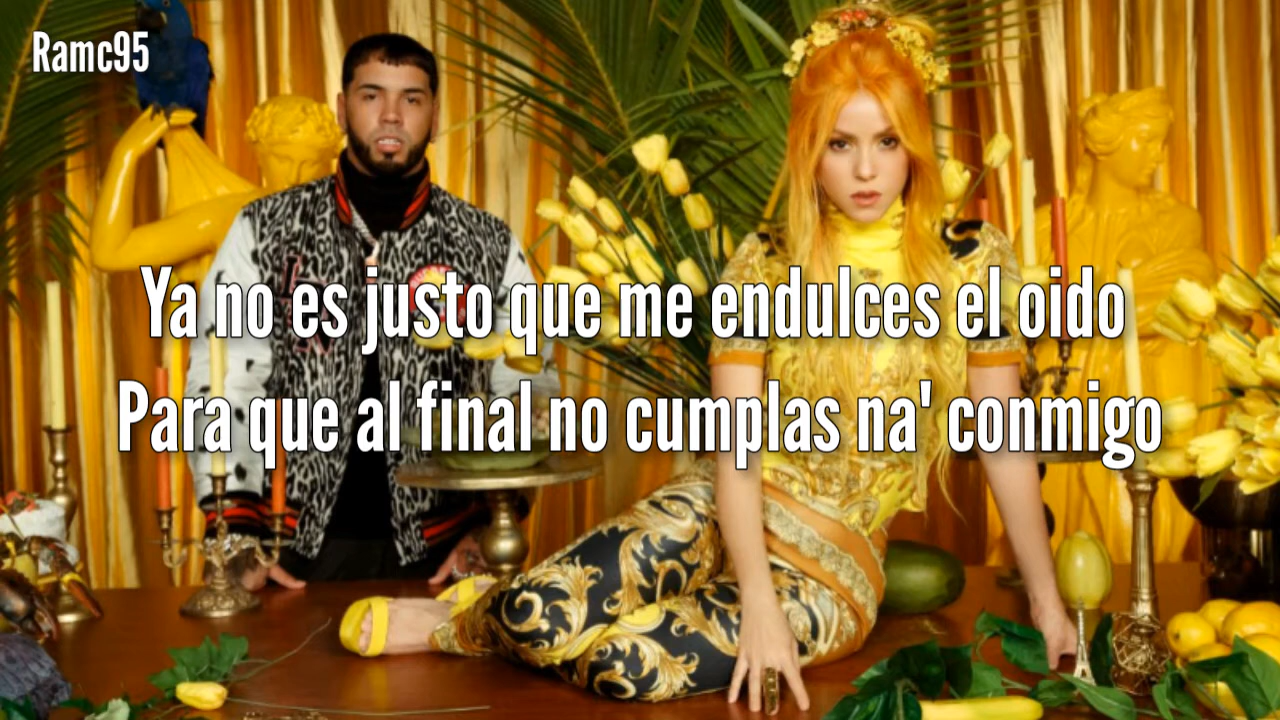 Ramc95
Ya no es justo que me endulces el oido
Para que al final no cumplas na' conmigo